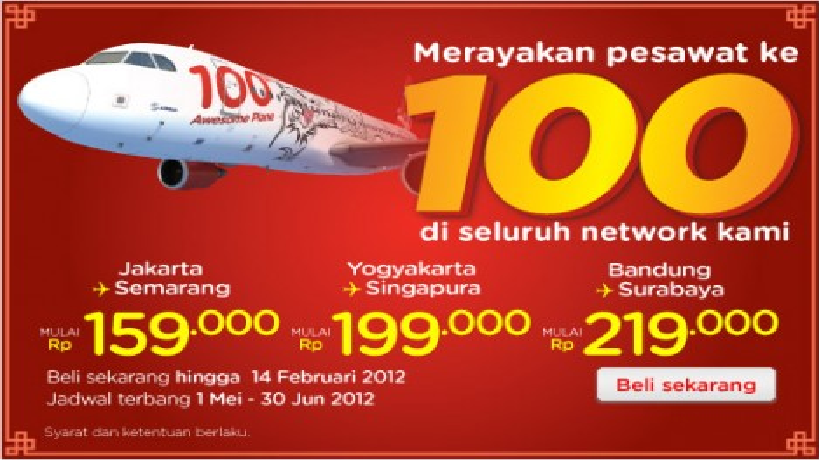 100
Awesome Plane
Merayakan pesawat ke
100
di seluruh network kami
Jakarta
Semarang
MULAI Rp 159.000
Yogyakarta
Singapura
MULAI Rp 199.000
Bandung
Surabaya
MULAI Rp 219.000
Beli sekarang hingga 14 Februari 2012
Jadwal terbang 1 Mei - 30 Jun 2012
Beli sekarang
Syarat dan ketentuan berlaku.